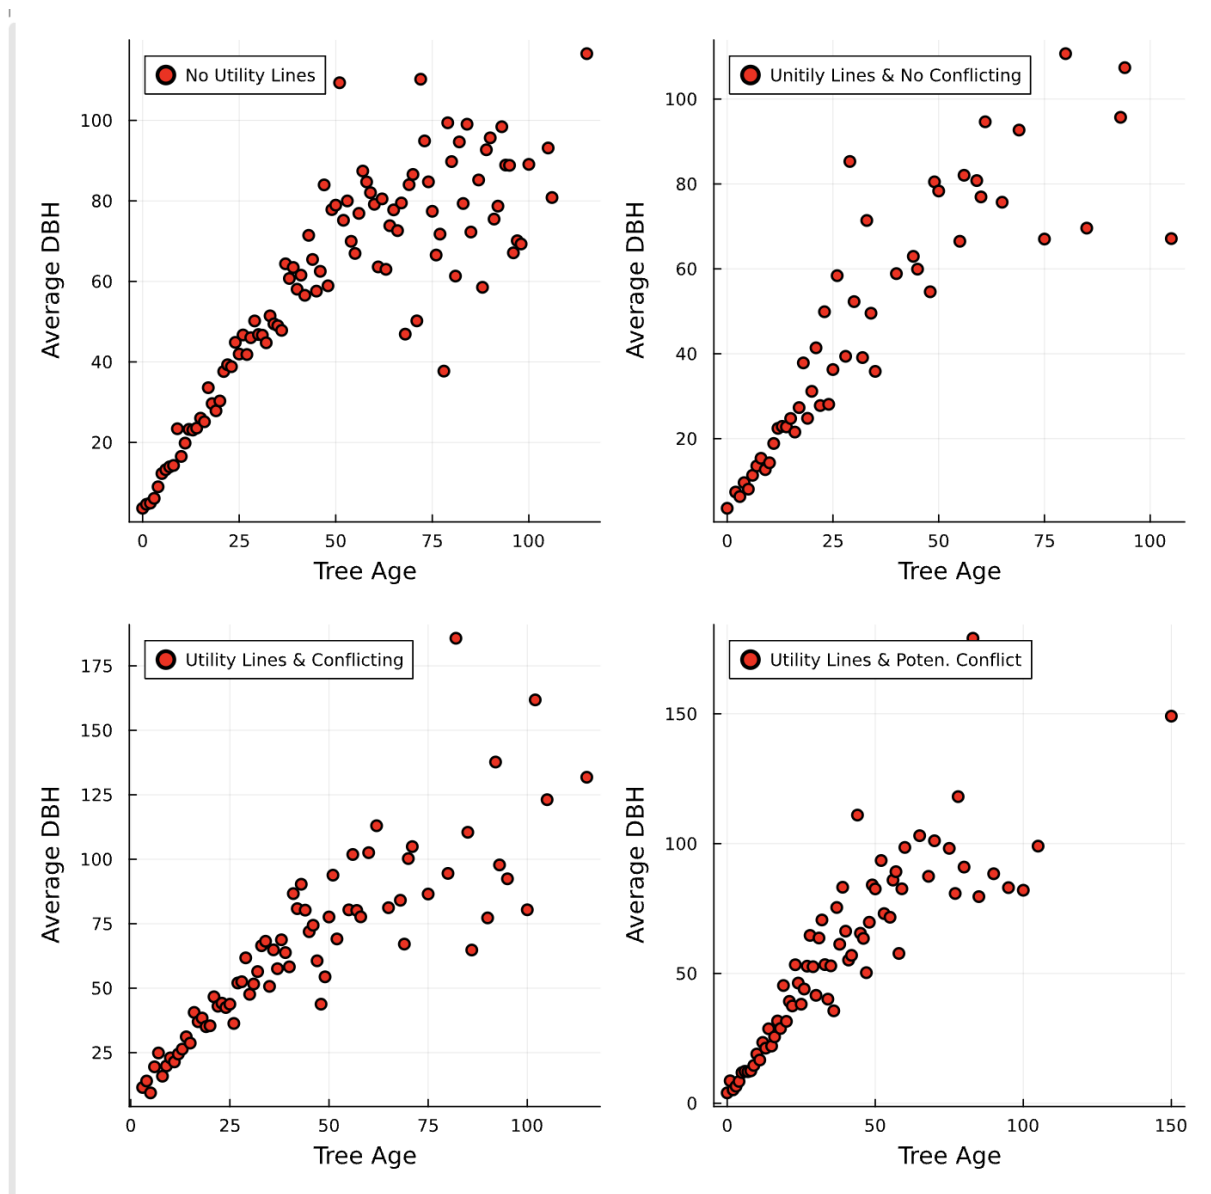 No Utility Lines
100
80
60
40
20
0 25 50 75 100
Tree Age
Average DBH
Unitily Lines & No Conflicting
100
80
60
40
20
0 25 50 75 100
Tree Age
Average DBH
Utility Lines & Conflicting
175
150
125
100
75
50
25
0 25 50 75 100
Tree Age
Average DBH
Utility Lines & Poten. Conflict
150
100
50
0
0 50 100 150
Tree Age
Average DBH